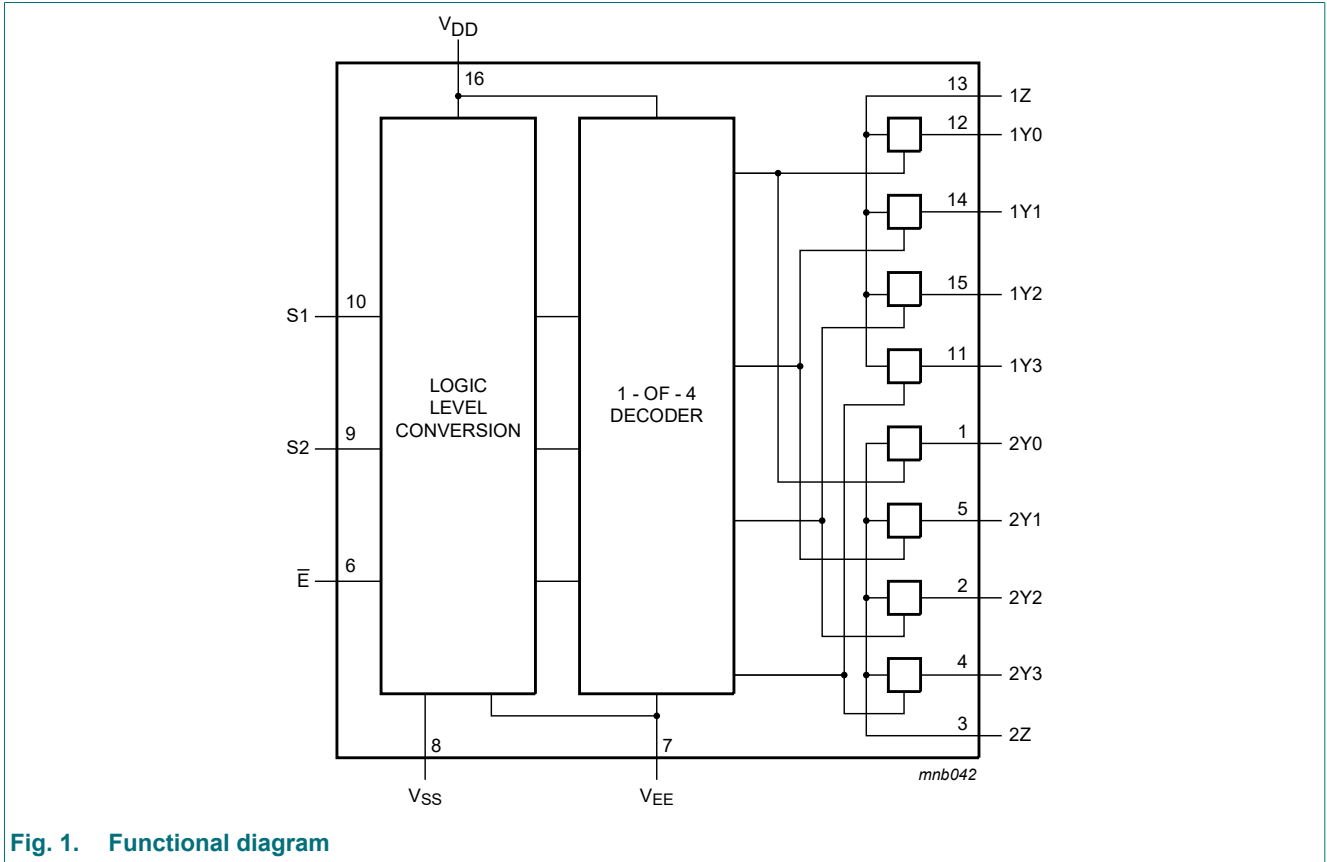 VDD
16
13 1Z
12 1Y0
14 1Y1
15 1Y2
S1 10
11 1Y3
LOGIC
LEVEL
CONVERSION
1 - OF - 4
DECODER
S2 9
1 2Y0
5 2Y1
E̅ 6
2 2Y2
4 2Y3
3 2Z
8
7
VSS
VEE
mnb042
Fig. 1. Functional diagram